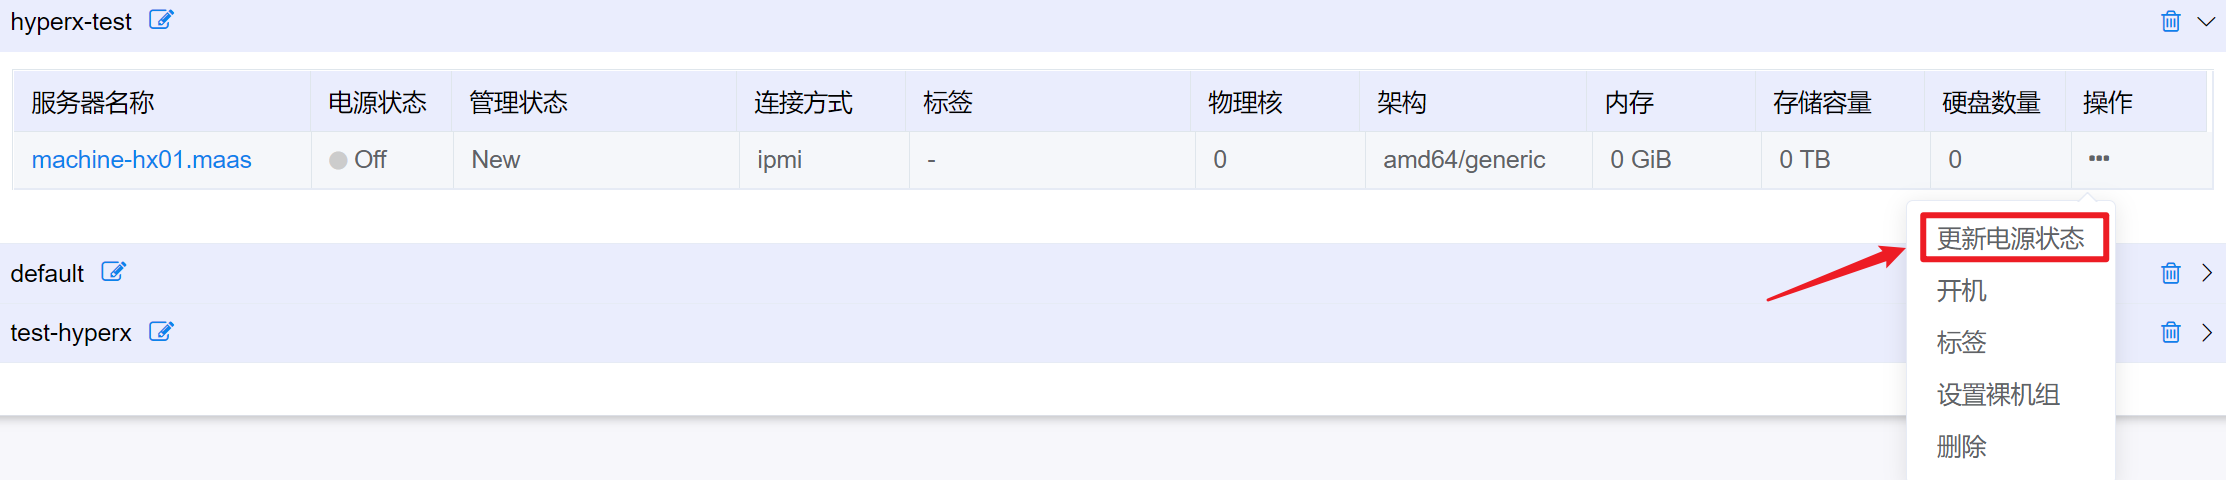 hyperx-test
服务器名称 电源状态 管理状态 连接方式 标签 物理核 架构 内存 存储容量 硬盘数量 操作
machine-hx01.maas Off New ipmi - 0 amd64/generic 0 GiB 0 TB 0 •••
更新电源状态
default
开机
test-hyperx
标签
设置裸机组
删除